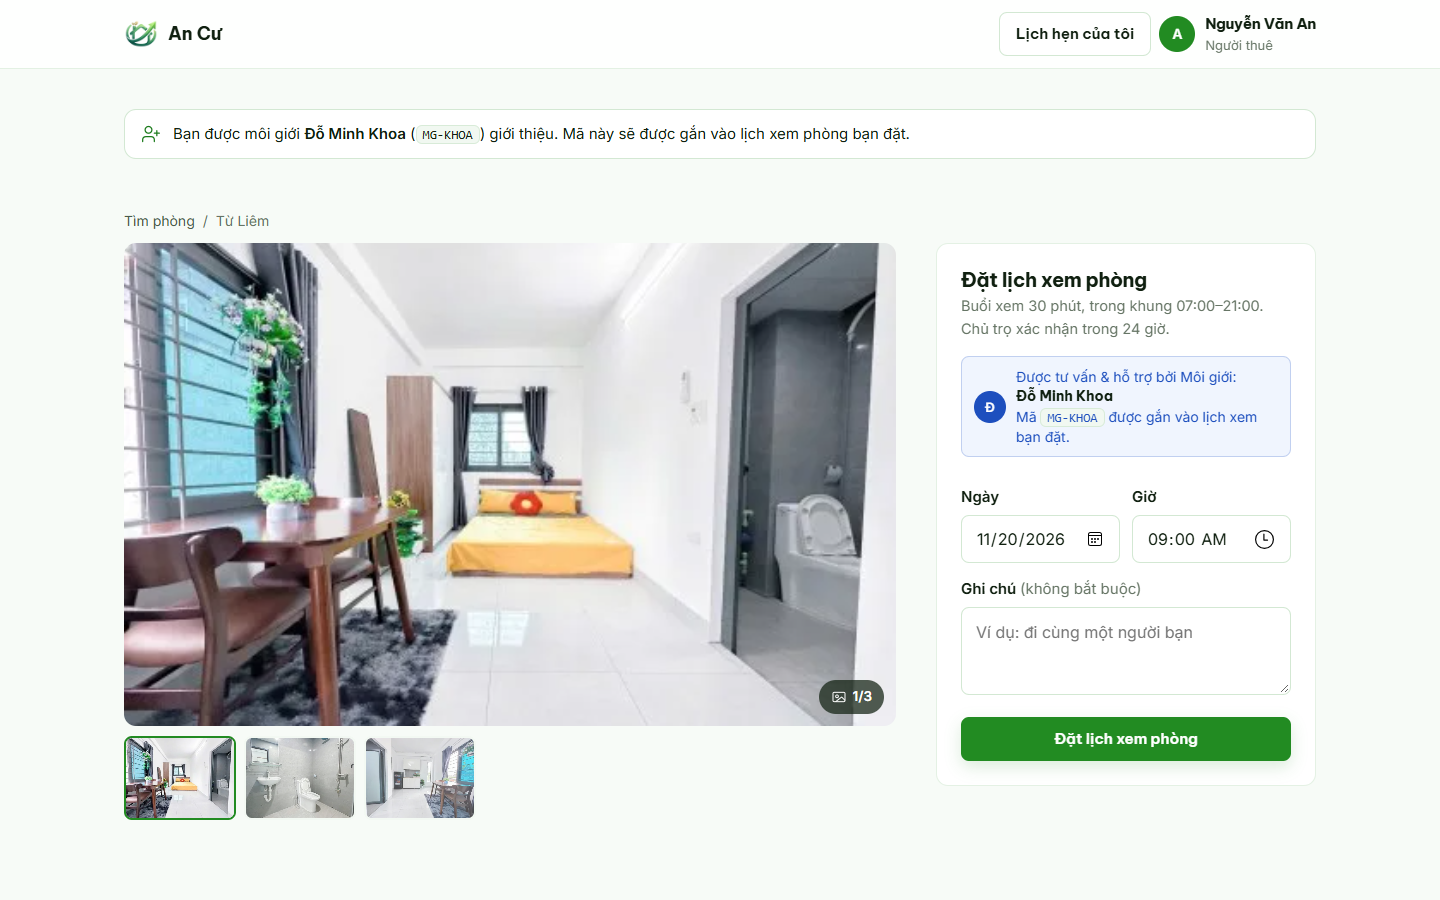 An Cư
Lịch hẹn của tôi
A
Nguyễn Văn An
Người thuê
Bạn được môi giới Đỗ Minh Khoa (MG-KHOA) giới thiệu. Mã này sẽ được gắn vào lịch xem phòng bạn đặt.
Tìm phòng / Từ Liêm
1/3
Đặt lịch xem phòng
Buổi xem 30 phút, trong khung 07:00–21:00.
Chủ trọ xác nhận trong 24 giờ.
Đ
Được tư vấn & hỗ trợ bởi Môi giới:
Đỗ Minh Khoa
Mã MG-KHOA được gắn vào lịch xem
bạn đặt.
Ngày
Giờ
11/20/2026
09:00 AM
Ghi chú (không bắt buộc)
Ví dụ: đi cùng một người bạn
Đặt lịch xem phòng